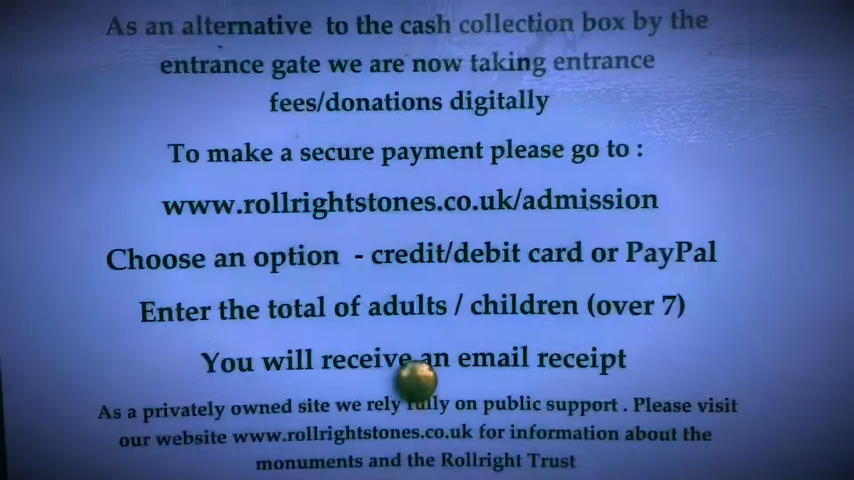 As an alternative to the cash collection box by the
entrance gate we are now taking entrance
fees/donations digitally
To make a secure payment please go to :
www.rollrightstones.co.uk/admission
Choose an option - credit/debit card or PayPal
Enter the total of adults / children (over 7)
You will receive an email receipt
As a privately owned site we rely fully on public support . Please visit
our website www.rollrightstones.co.uk for information about the
monuments and the Rollright Trust